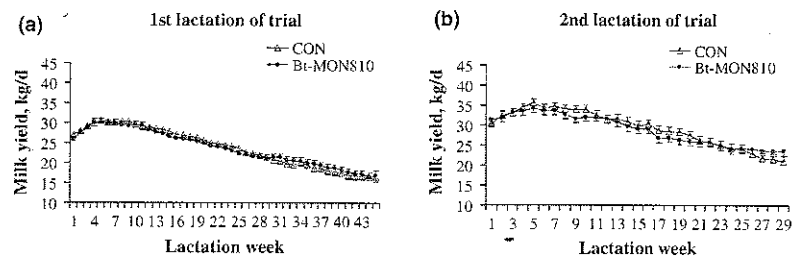 (a)
1st lactation of trial
CON
Bt-MON810
Milk yield, kg/d
45
40
35
30
25
20
15
10
1 4 7 10 13 16 19 22 25 28 31 34 37 40 43
Lactation week
(b)
2nd lactation of trial
CON
Bt-MON810
Milk yield, kg/d
45
40
35
30
25
20
15
10
1 3 5 7 9 11 13 15 17 19 21 23 25 27 29
Lactation week